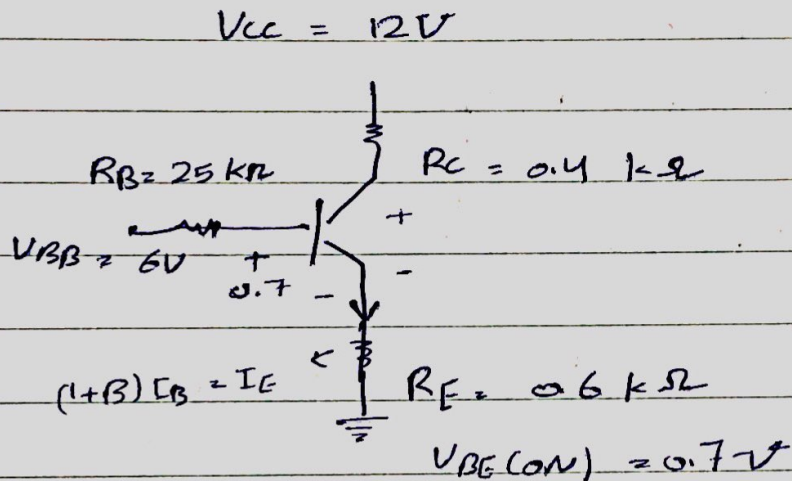 Vcc = 12V
RB = 25 kΩ
Rc = 0.4 kΩ
+
VBB = 6V
+
0.7
-
-
(1+β) IB = IE
RE = 0.6 kΩ
VBE (ON) = 0.7 V